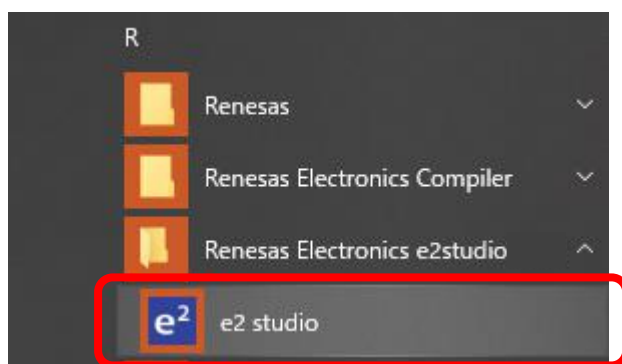 R
Renesas
Renesas Electronics Compiler
Renesas Electronics e2studio
e² e2 studio